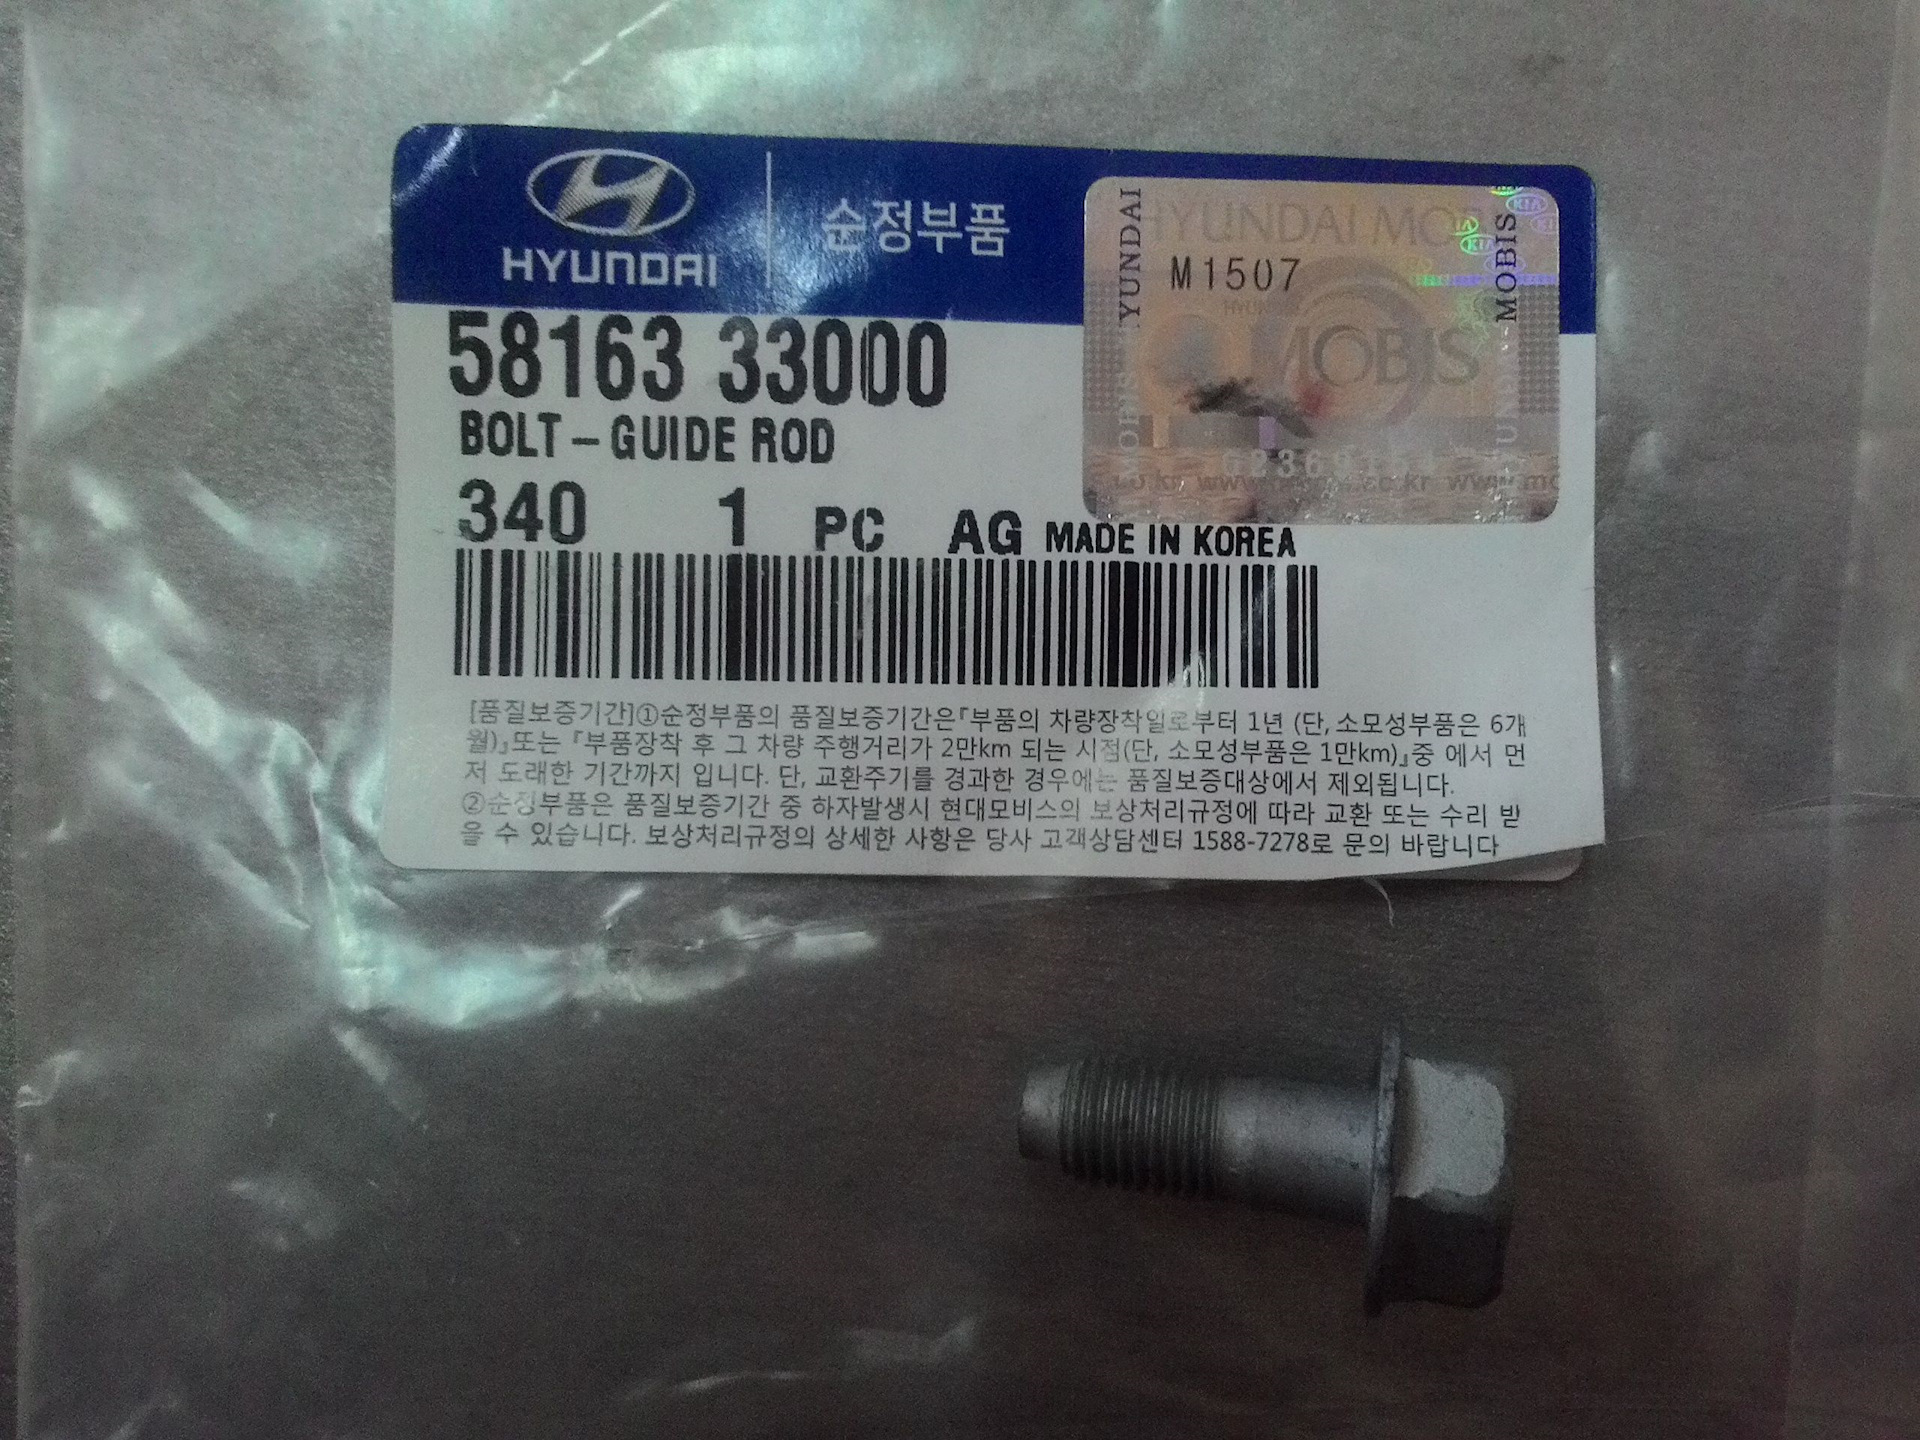 HYUNDAI
순정부품
HYUNDAI MOBIS
YUNDAI
MOBIS
M1507
MOBIS
KIA
58163 33000
BOLT-GUIDE ROD
340 1 PC AG MADE IN KOREA
[품질보증기간]①순정부품의 품질보증기간은『부품의 차량장착일로부터 1년 (단, 소모성부품은 6개
월)』또는 『부품장착 후 그 차량 주행거리가 2만km 되는 시점(단, 소모성부품은 1만km)』중 에서 먼
저 도래한 기간까지 입니다. 단, 교환주기를 경과한 경우에는 품질보증대상에서 제외됩니다.
②순정부품은 품질보증기간 중 하자발생시 현대모비스의 보상처리규정에 따라 교환 또는 수리 받
을 수 있습니다. 보상처리규정의 상세한 사항은 당사 고객상담센터 1588-7278로 문의 바랍니다